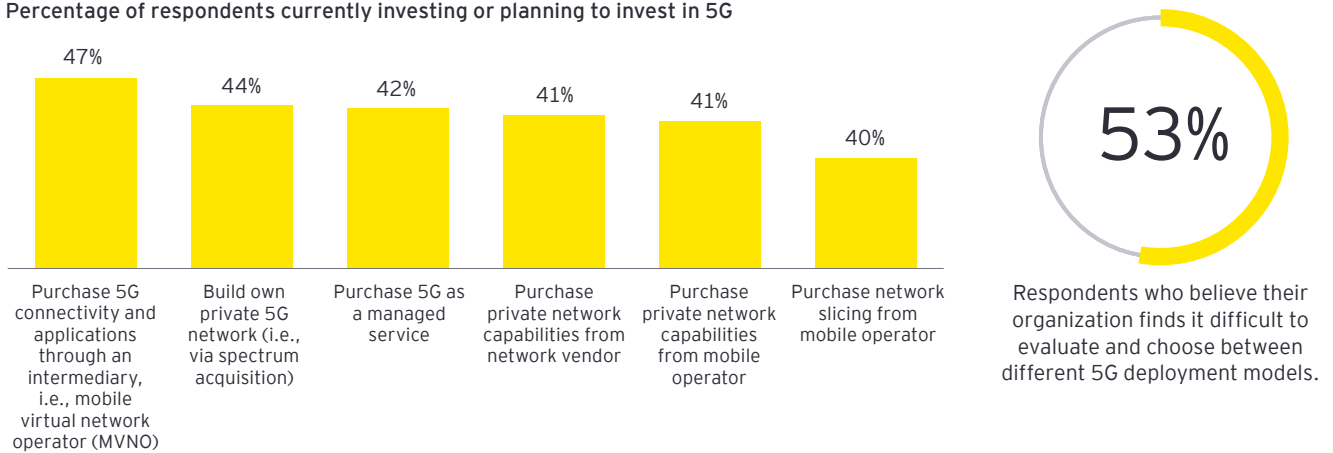 Percentage of respondents currently investing or planning to invest in 5G
47%
44%
42%
41%
41%
40%
Purchase 5G
connectivity and
applications
through an
intermediary,
i.e., mobile
virtual network
operator (MVNO)
Build own
private 5G
network (i.e.,
via spectrum
acquisition)
Purchase 5G as
a managed
service
Purchase
private network
capabilities from
network vendor
Purchase
private network
capabilities
from mobile
operator
Purchase network
slicing from
mobile operator
53%
Respondents who believe their
organization finds it difficult to
evaluate and choose between
different 5G deployment models.